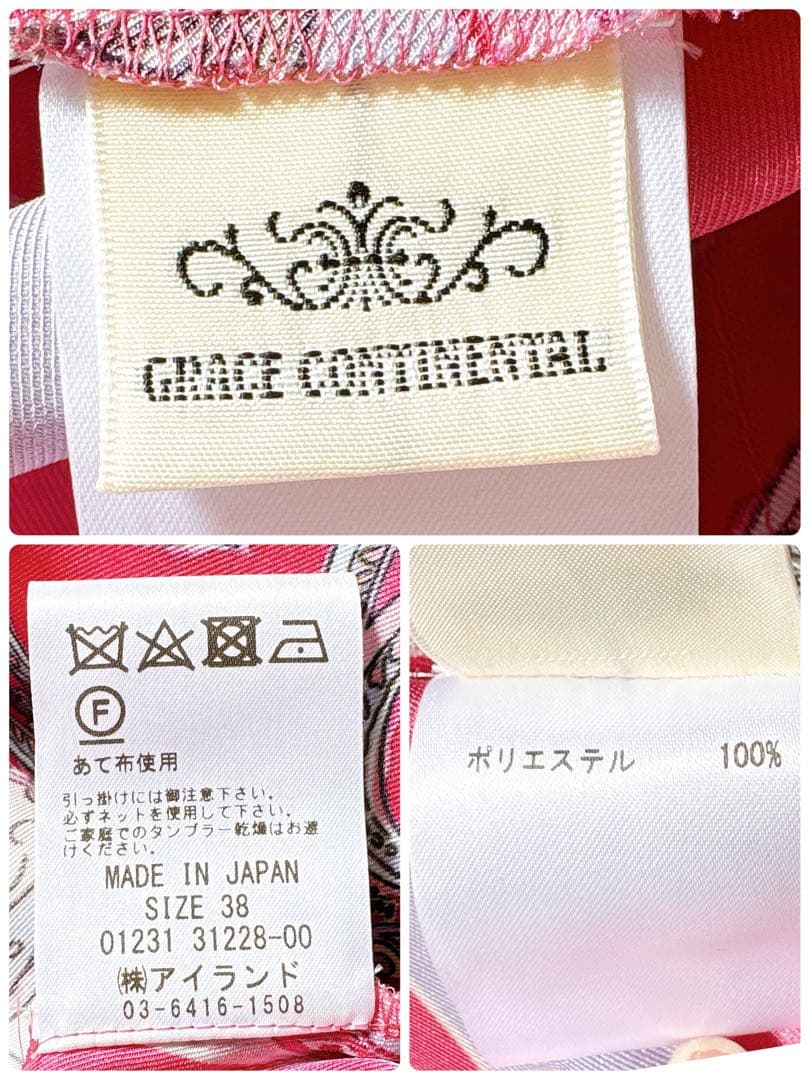 GRACE CONTINENTAL
F
あて布使用
引っ掛けには御注意下さい。
必ずネットを使用して下さい。
ご家庭でのタンブラー乾燥はお避
けください。
MADE IN JAPAN
SIZE 38
01231 31228-00
㈱アイランド
03-6416-1508
ポリエステル 100%